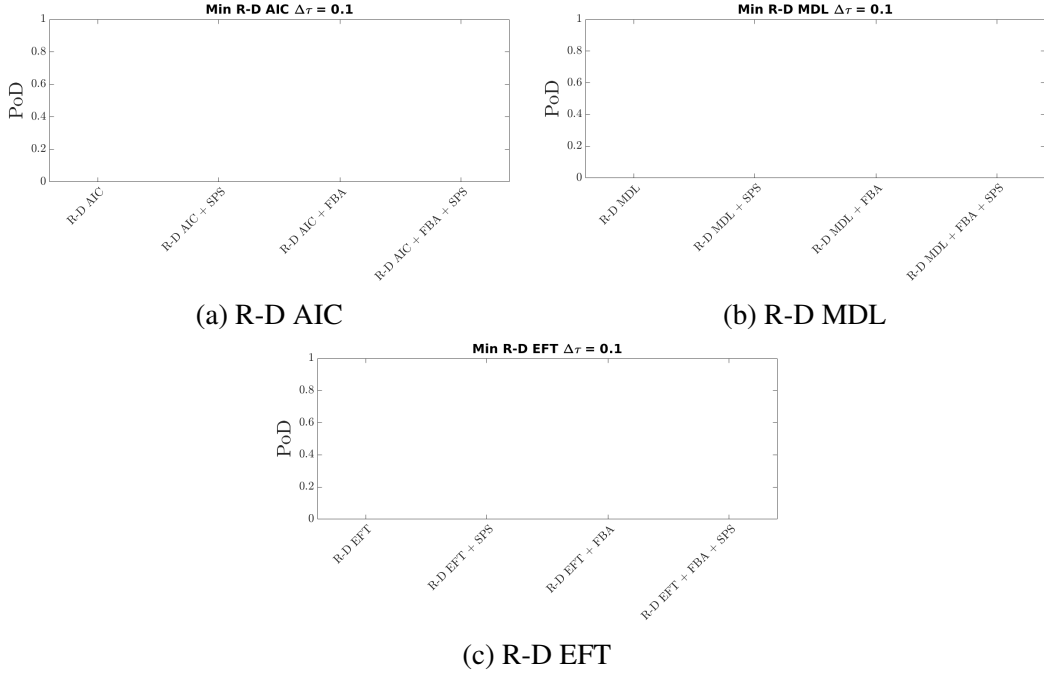 Min R-D AIC Δτ = 0.1
PoD
1
0.8
0.6
0.4
0.2
0
R-D AIC
R-D AIC + SPS
R-D AIC + FBA
R-D AIC + FBA + SPS
(a) R-D AIC
Min R-D MDL Δτ = 0.1
PoD
1
0.8
0.6
0.4
0.2
0
R-D MDL
R-D MDL + SPS
R-D MDL + FBA
R-D MDL + FBA + SPS
(b) R-D MDL
Min R-D EFT Δτ = 0.1
PoD
1
0.8
0.6
0.4
0.2
0
R-D EFT
R-D EFT + SPS
R-D EFT + FBA
R-D EFT + FBA + SPS
(c) R-D EFT